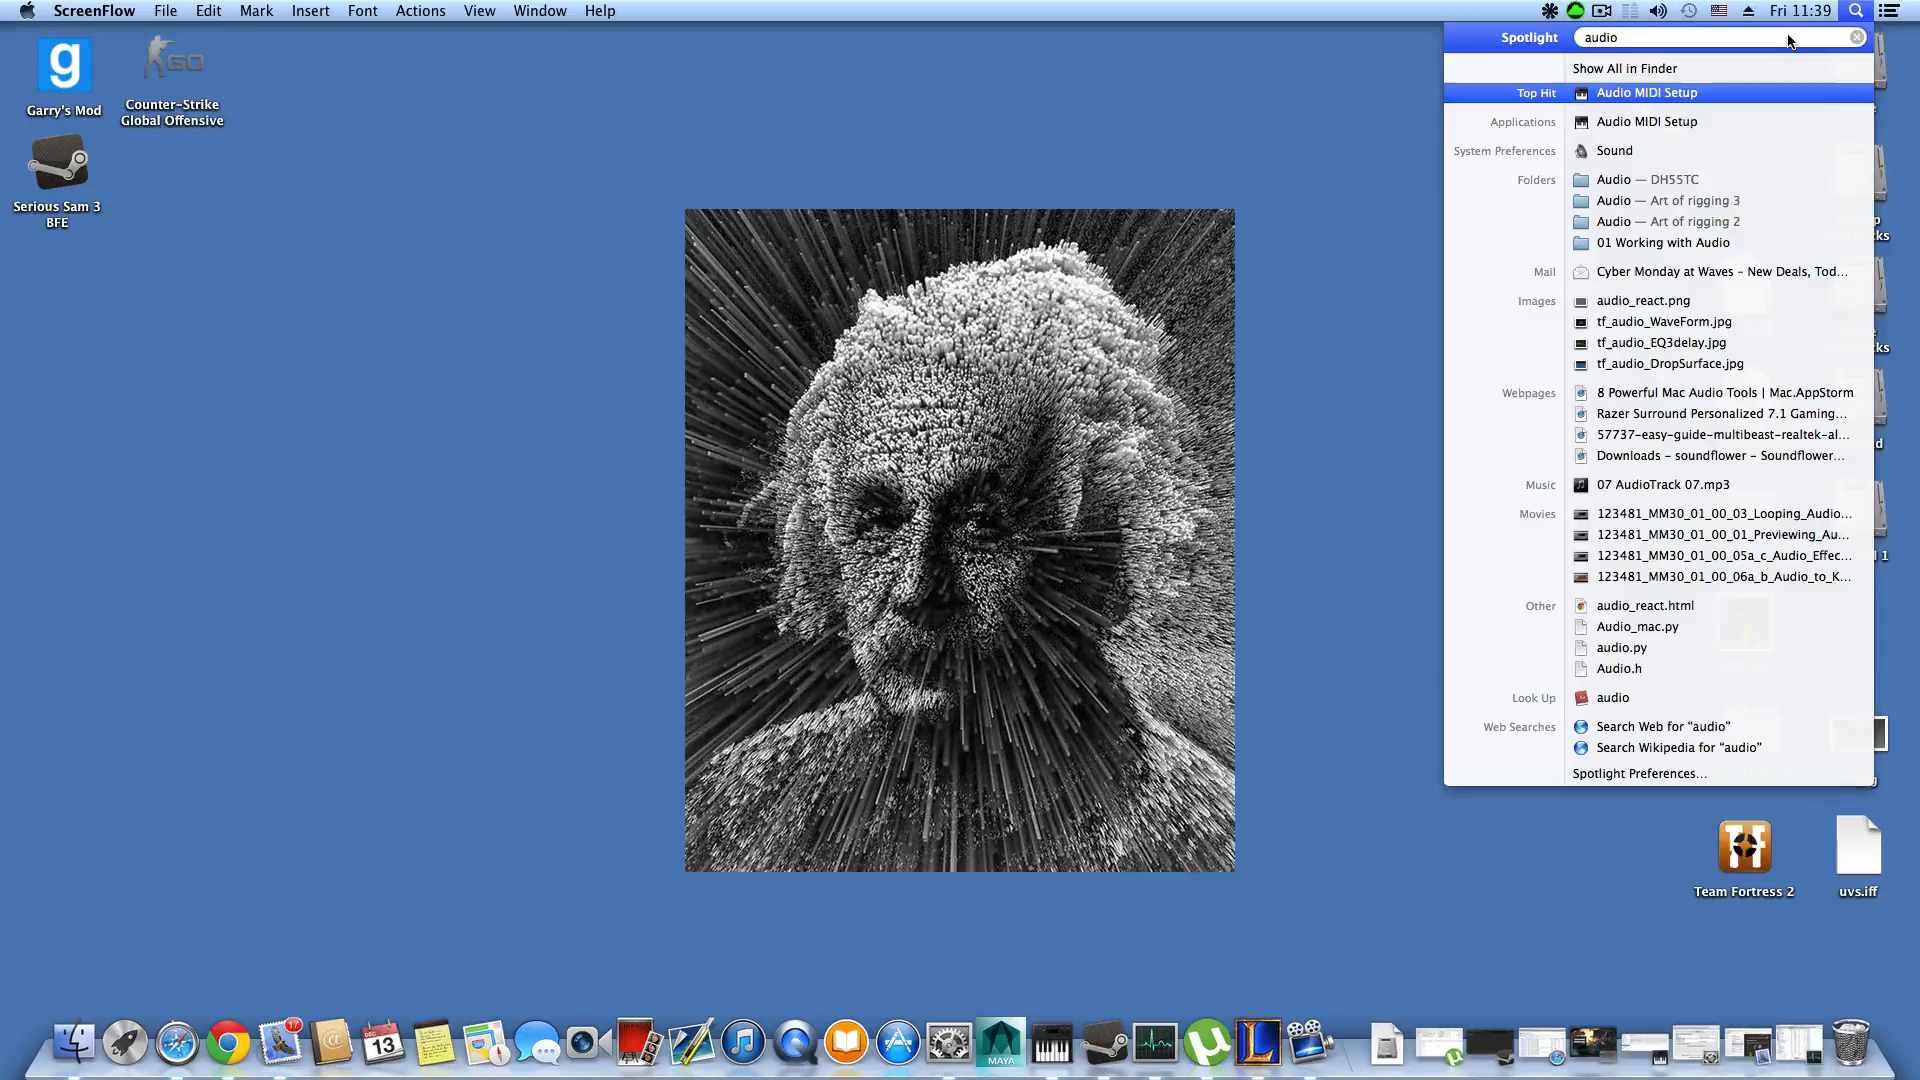 ScreenFlow File Edit Mark Insert Font Actions View Window Help
Fri 11:39
Spotlight audio
Show All in Finder
Top Hit Audio MIDI Setup
Applications Audio MIDI Setup
System Preferences Sound
Folders Audio — DH55TC
Audio — Art of rigging 3
Audio — Art of rigging 2
01 Working with Audio
Mail Cyber Monday at Waves – New Deals, Tod...
Images audio_react.png
tf_audio_WaveForm.jpg
tf_audio_EQ3delay.jpg
tf_audio_DropSurface.jpg
Webpages 8 Powerful Mac Audio Tools | Mac.AppStorm
Razer Surround Personalized 7.1 Gaming...
57737-easy-guide-multibeast-realtek-al...
Downloads – soundflower – Soundflower...
Music 07 AudioTrack 07.mp3
Movies 123481_MM30_01_00_03_Looping_Audio...
123481_MM30_01_00_01_Previewing_Au...
123481_MM30_01_00_05a_c_Audio_Effec...
123481_MM30_01_00_06a_b_Audio_to_K...
Other audio_react.html
Audio_mac.py
audio.py
Audio.h
Look Up audio
Web Searches Search Web for “audio”
Search Wikipedia for “audio”
Spotlight Preferences...
g
Garry's Mod
GO
Counter-Strike
Global Offensive
Serious Sam 3
BFE
Team Fortress 2
uvs.iff
17
DEC
13
MAYA